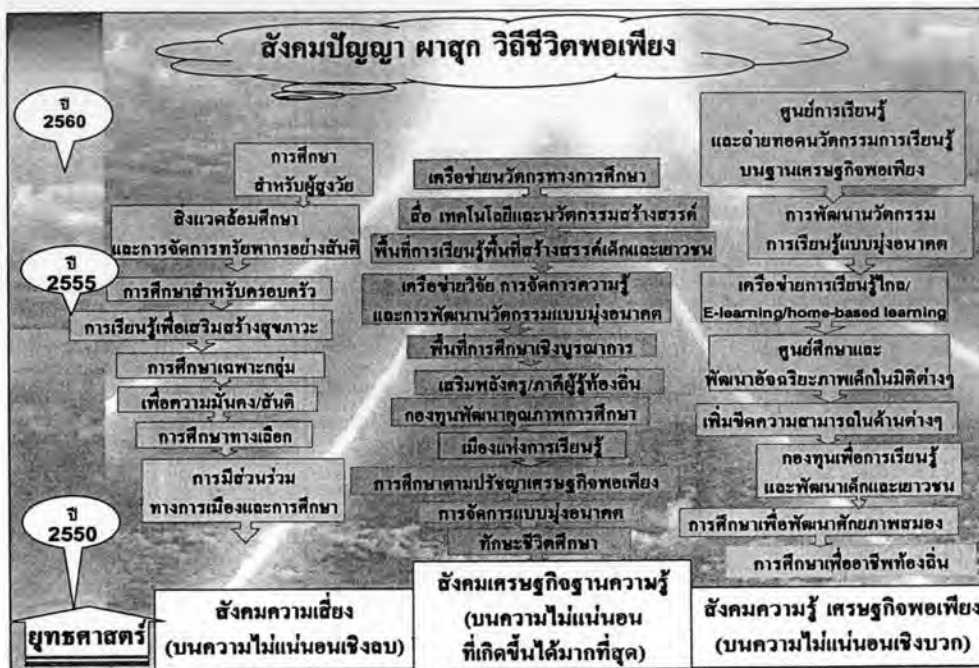 สังคมปัญญา ผาสุก วิถีชีวิตพอเพียง
ปี
2560
ปี
2555
ปี
2550
ยุทธศาสตร์
การศึกษา
สำหรับผู้สูงวัย
สิ่งแวดล้อมศึกษา
และการจัดการทรัพยากรอย่างสันติ
การศึกษาสำหรับครอบครัว
การเรียนรู้เพื่อเสริมสร้างสุขภาวะ
การศึกษาเฉพาะกลุ่ม
เพื่อความมั่นคง/สันติ
การศึกษาทางเลือก
การมีส่วนร่วม
ทางการเมืองและการศึกษา
สังคมความเสี่ยง
(บนความไม่แน่นอนเชิงลบ)
เครือข่ายนวัตกรทางการศึกษา
สื่อ เทคโนโลยีและนวัตกรรมสร้างสรรค์
พื้นที่การเรียนรู้พื้นที่สร้างสรรค์เด็กและเยาวชน
เครือข่ายวิจัย การจัดการความรู้
และการพัฒนานวัตกรรมแบบมุ่งอนาคต
พื้นที่การศึกษาเชิงบูรณาการ
เสริมพลังครู/ภาคีผู้รู้ท้องถิ่น
กองทุนพัฒนาคุณภาพการศึกษา
เมืองแห่งการเรียนรู้
การศึกษาตามปรัชญาเศรษฐกิจพอเพียง
การจัดการแบบมุ่งอนาคต
ทักษะชีวิตศึกษา
สังคมเศรษฐกิจฐานความรู้
(บนความไม่แน่นอน
ที่เกิดขึ้นได้มากที่สุด)
ศูนย์การเรียนรู้
และถ่ายทอดนวัตกรรมการเรียนรู้
บนฐานเศรษฐกิจพอเพียง
การพัฒนานวัตกรรม
การเรียนรู้แบบมุ่งอนาคต
เครือข่ายการเรียนรู้ไกล/
E-learning/home-based learning
ศูนย์ศึกษาและ
พัฒนาอัจฉริยะภาพเด็กในมิติต่างๆ
เพิ่มขีดความสามารถในด้านต่างๆ
กองทุนเพื่อการเรียนรู้
และพัฒนาเด็กและเยาวชน
การศึกษาเพื่อพัฒนาศักยภาพสมอง
การศึกษาเพื่ออาชีพท้องถิ่น
สังคมความรู้ เศรษฐกิจพอเพียง
(บนความไม่แน่นอนเชิงบวก)